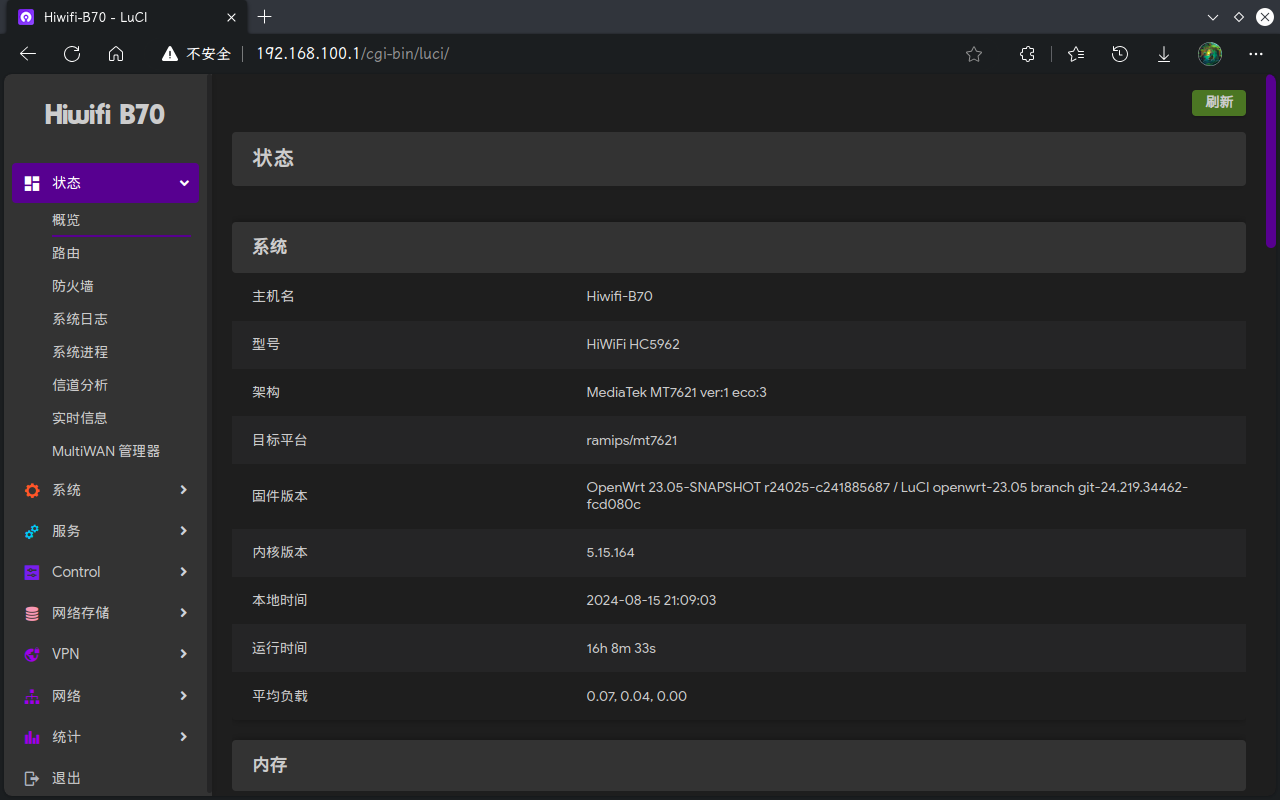 Hiwifi-B70 - LuCI
不安全
192.168.100.1/cgi-bin/luci/
Hiwifi B70
状态
概览
路由
防火墙
系统日志
系统进程
信道分析
实时信息
MultiWAN 管理器
系统
服务
Control
网络存储
VPN
网络
统计
退出
刷新
状态
系统
主机名 Hiwifi-B70
型号 HiWiFi HC5962
架构 MediaTek MT7621 ver:1 eco:3
目标平台 ramips/mt7621
固件版本 OpenWrt 23.05-SNAPSHOT r24025-c241885687 / LuCI openwrt-23.05 branch git-24.219.34462-
fcd080c
内核版本 5.15.164
本地时间 2024-08-15 21:09:03
运行时间 16h 8m 33s
平均负载 0.07, 0.04, 0.00
内存